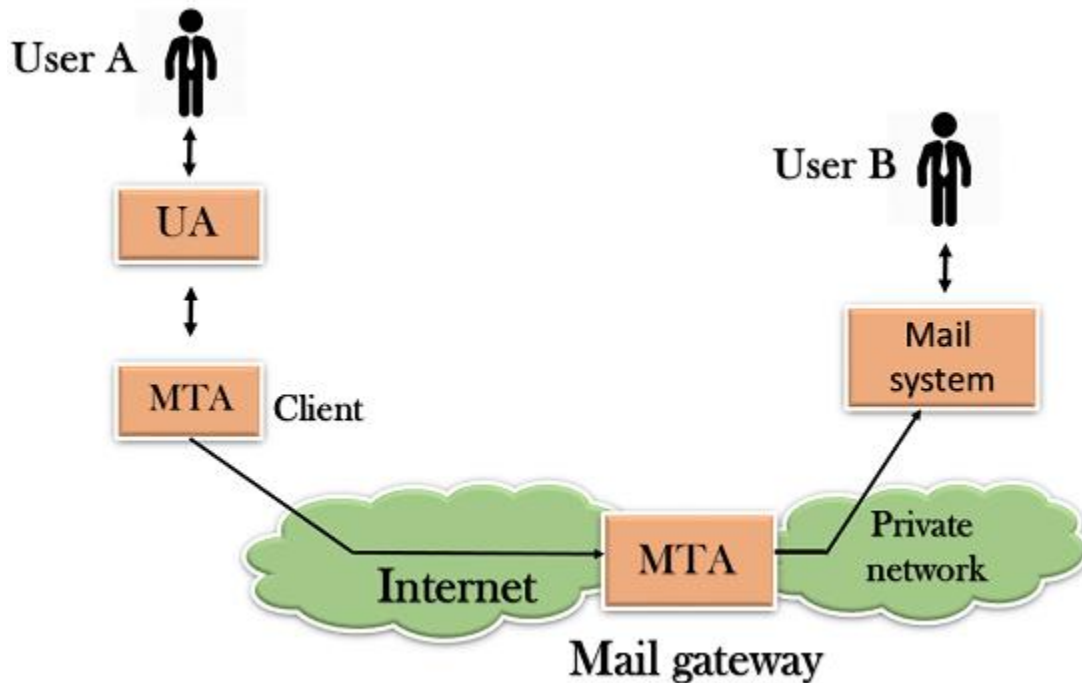 User A
UA
MTA
Client
User B
Mail
system
Internet
MTA
Private
network
Mail gateway